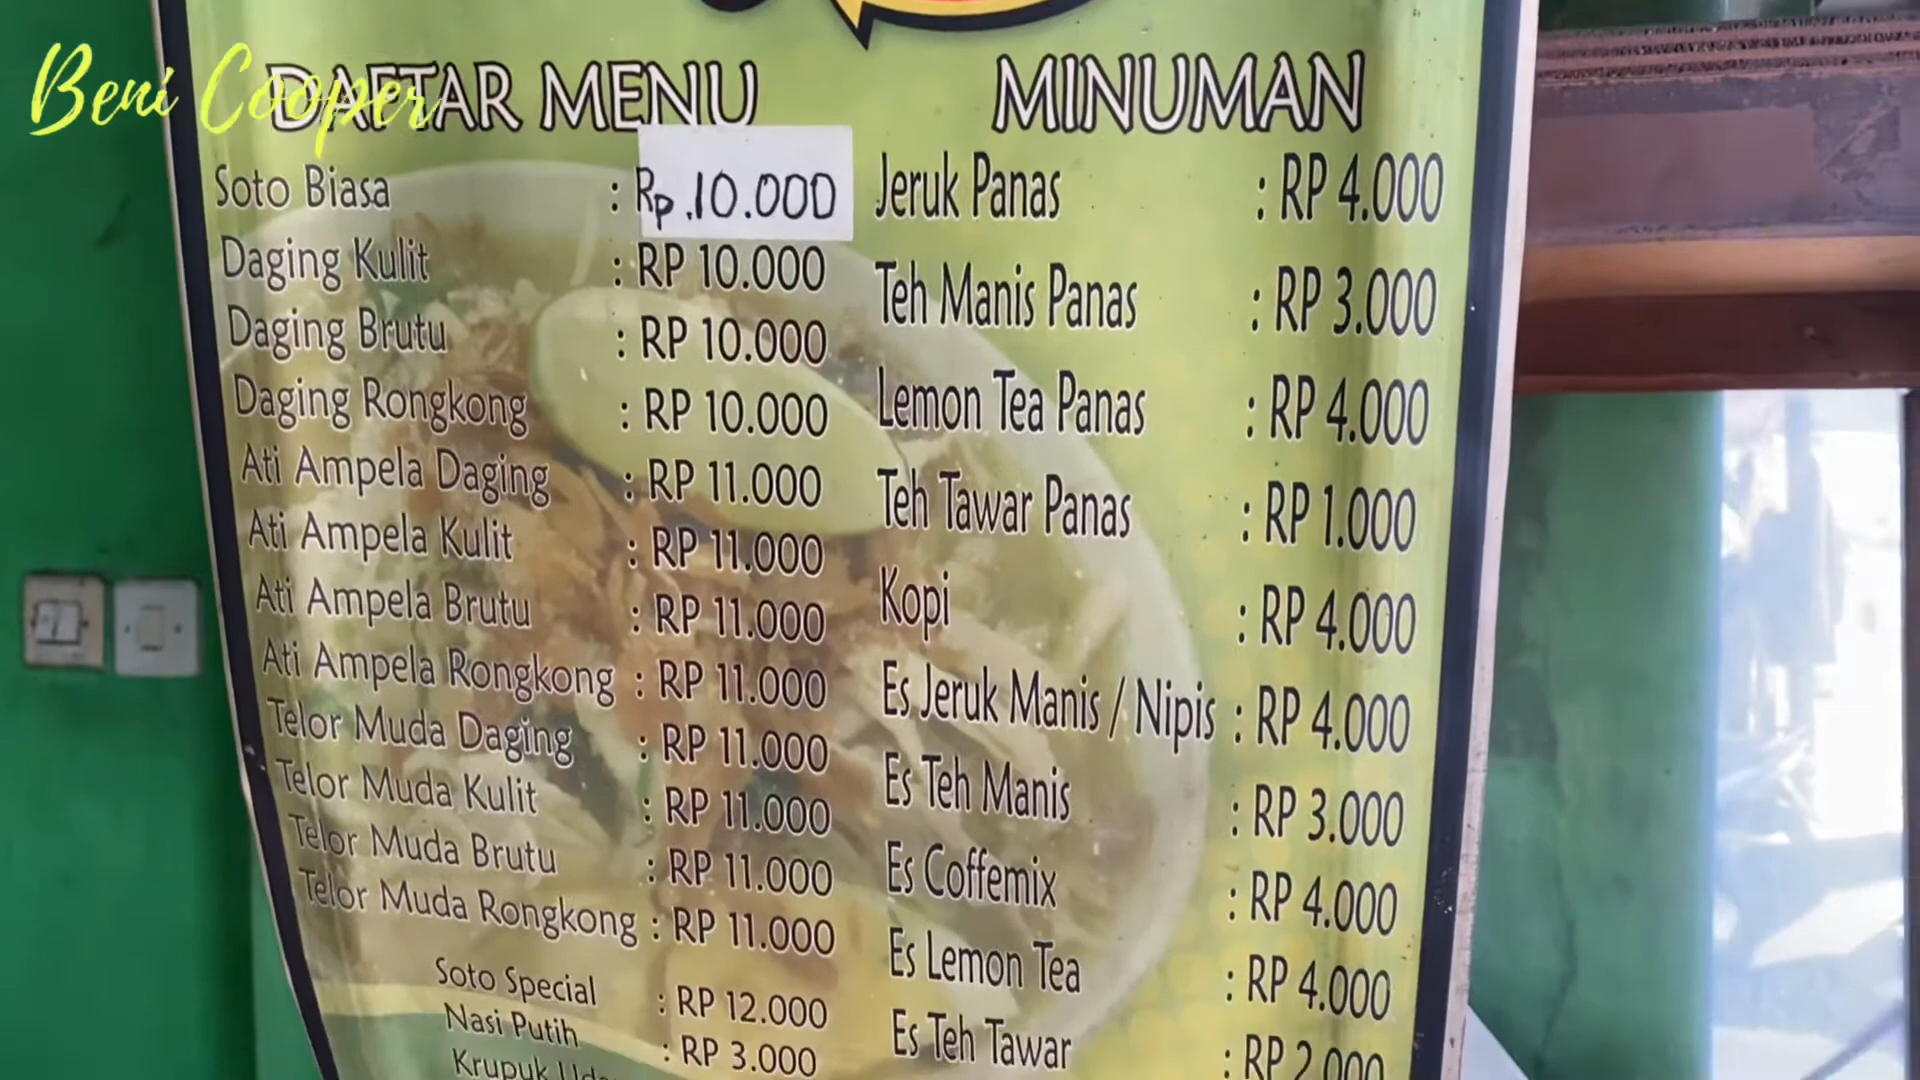 Beni Cooper
DAFTAR MENU
Soto Biasa : Rp.10.000
Daging Kulit : RP 10.000
Daging Brutu : RP 10.000
Daging Rongkong : RP 10.000
Ati Ampela Daging : RP 11.000
Ati Ampela Kulit : RP 11.000
Ati Ampela Brutu : RP 11.000
Ati Ampela Rongkong : RP 11.000
Telor Muda Daging : RP 11.000
Telor Muda Kulit : RP 11.000
Telor Muda Brutu : RP 11.000
Telor Muda Rongkong : RP 11.000
Soto Special : RP 12.000
Nasi Putih : RP 3.000
Krupuk
MINUMAN
Jeruk Panas : RP 4.000
Teh Manis Panas : RP 3.000
Lemon Tea Panas : RP 4.000
Teh Tawar Panas : RP 1.000
Kopi : RP 4.000
Es Jeruk Manis / Nipis : RP 4.000
Es Teh Manis : RP 3.000
Es Coffemix : RP 4.000
Es Lemon Tea : RP 4.000
Es Teh Tawar : RP 2.000